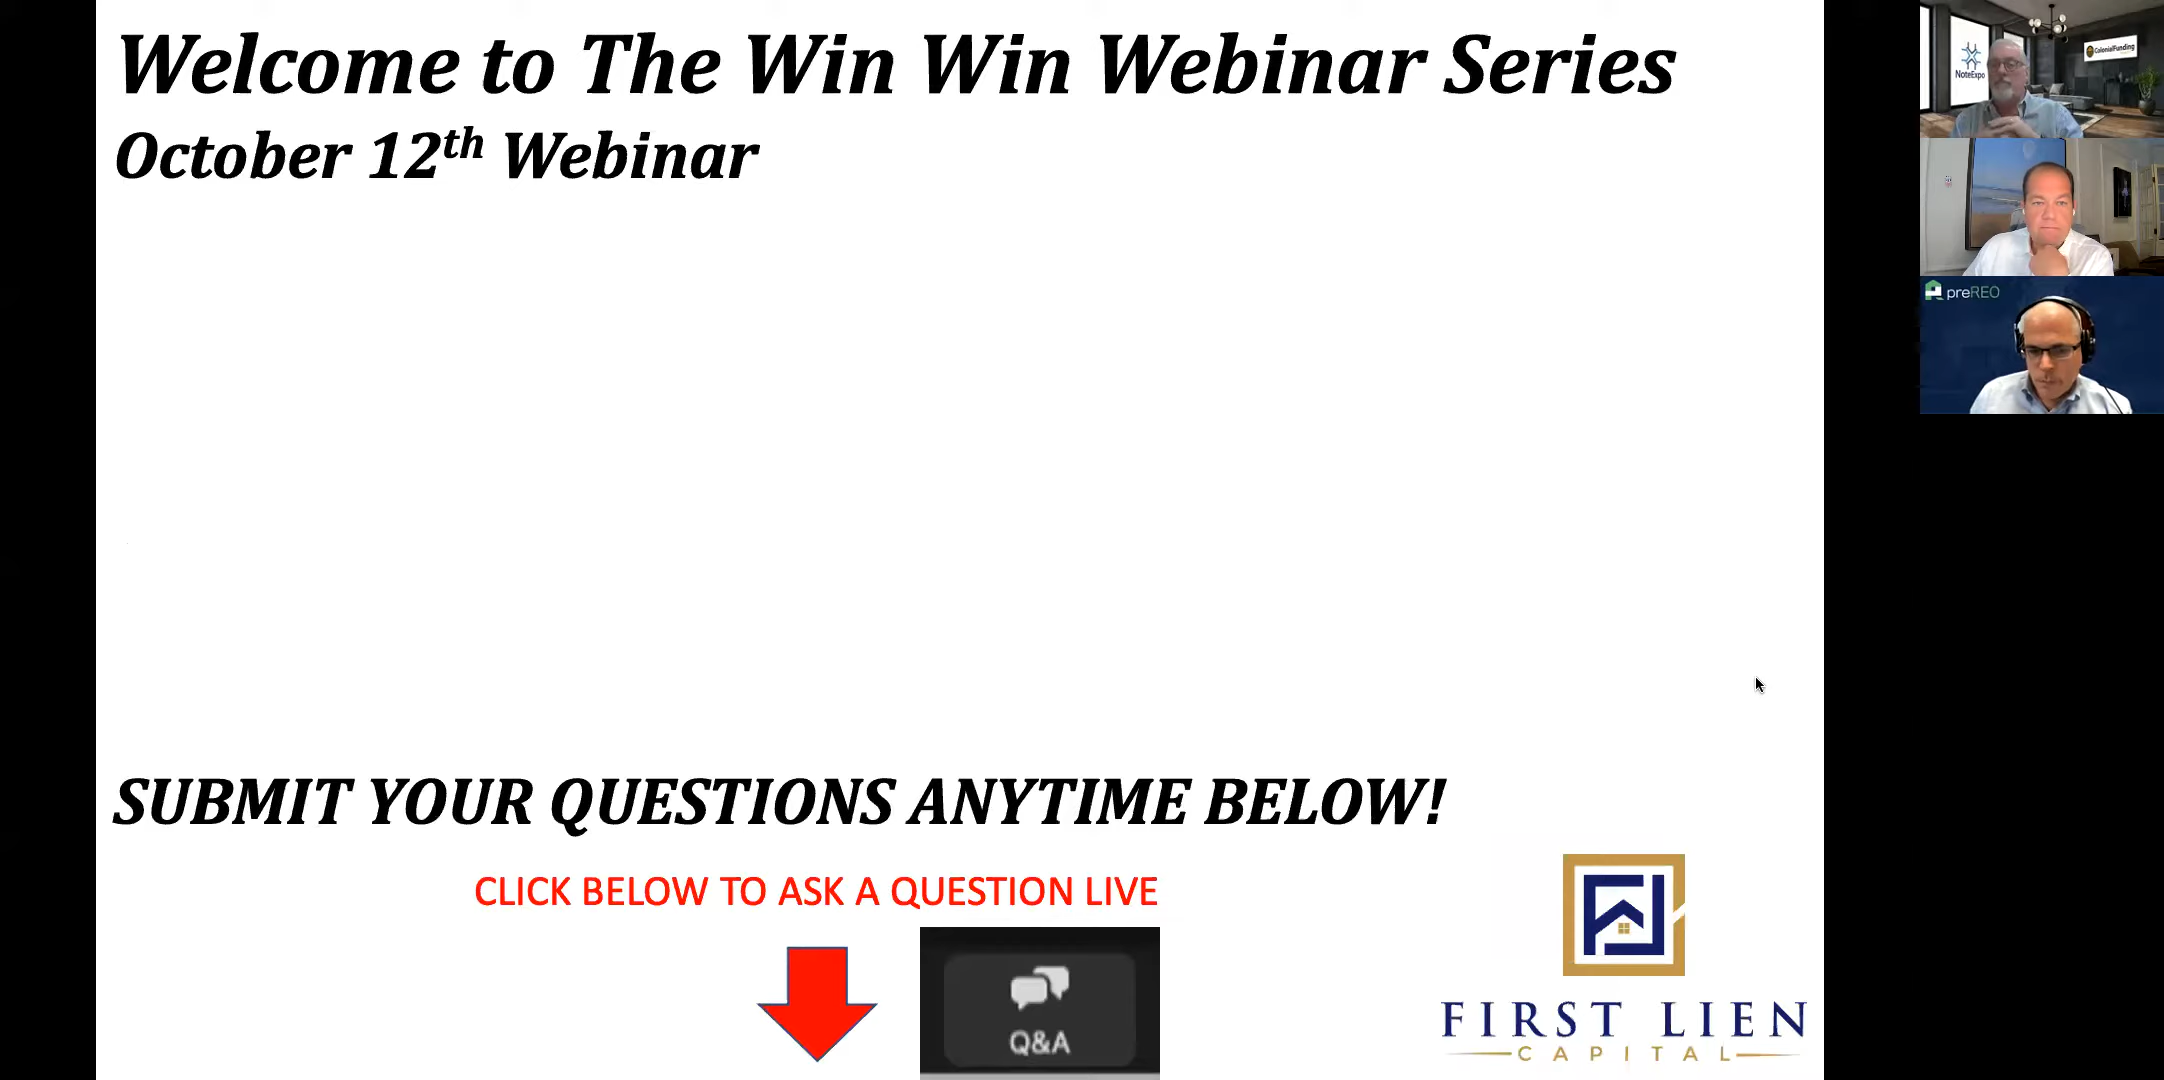 Welcome to The Win Win Webinar Series
October 12th Webinar
SUBMIT YOUR QUESTIONS ANYTIME BELOW!
CLICK BELOW TO ASK A QUESTION LIVE
Q&A
FIRST LIEN
CAPITAL
NoteExpo
ColonialFunding
preREO